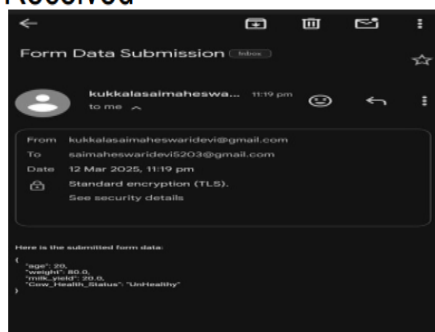 Received
Form Data Submission Inbox
kukkalasaimaheswa... 11:19 pm
to me
From kukkalasaimaheswaridevi@gmail.com
To saimaheswaridevi5203@gmail.com
Date 12 Mar 2025, 11:19 pm
Standard encryption (TLS).
See security details
Here is the submitted form data:
{
"age": 20,
"weight": 80.0,
"milk_yield": 20.0,
"Cow_Health_Status": "UnHealthy"
}